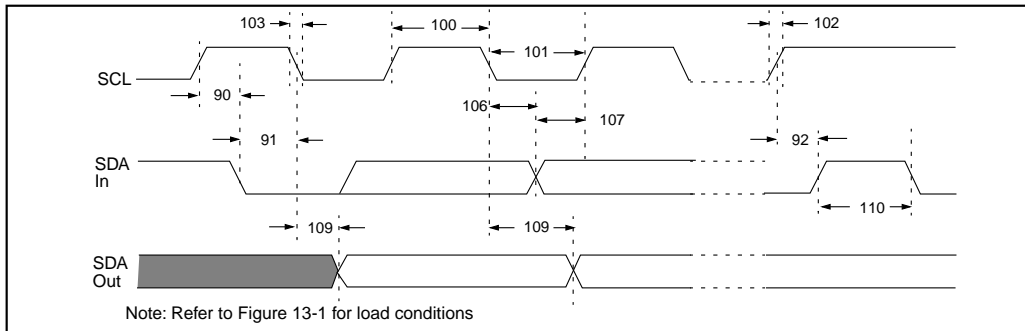 103
100
102
101
SCL
90
106
107
91
92
SDA
In
110
109
109
SDA
Out
Note: Refer to Figure 13-1 for load conditions